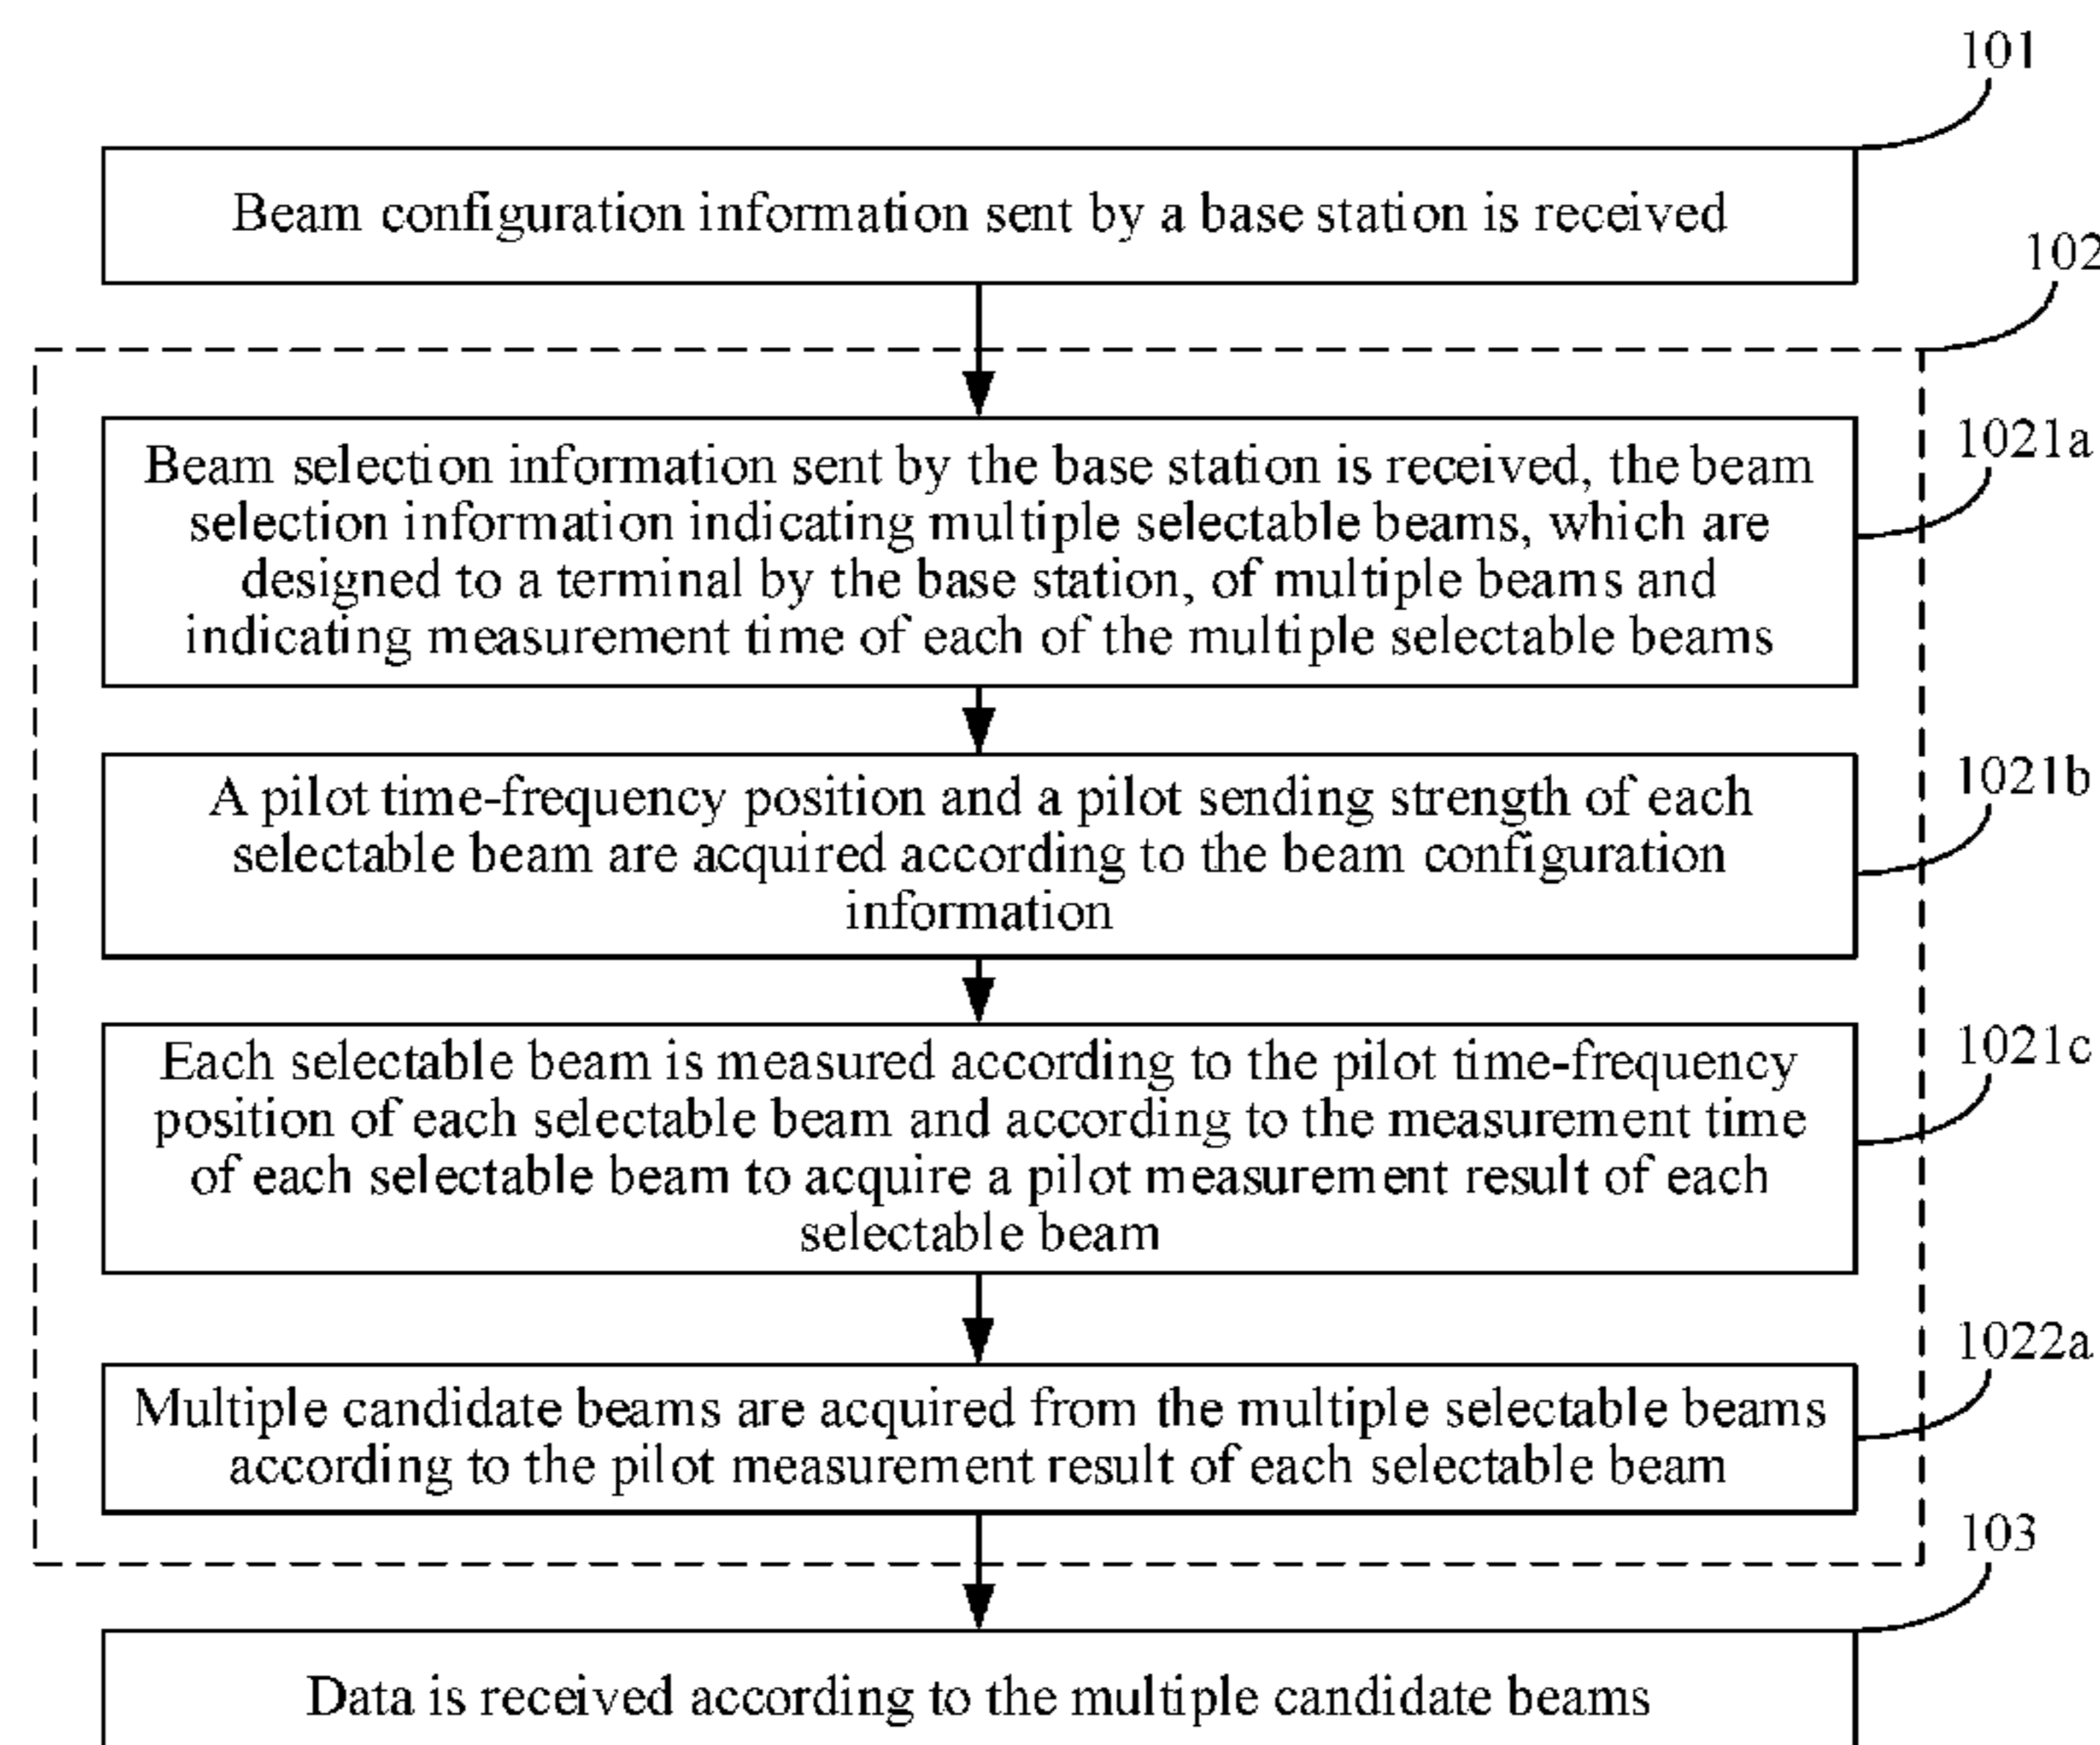 101
Beam configuration information sent by a base station is received
102
Beam selection information sent by the base station is received, the beam
selection information indicating multiple selectable beams, which are
designed to a terminal by the base station, of multiple beams and
indicating measurement time of each of the multiple selectable beams
1021a
A pilot time-frequency position and a pilot sending strength of each
selectable beam are acquired according to the beam configuration
information
1021b
Each selectable beam is measured according to the pilot time-frequency
position of each selectable beam and according to the measurement time
of each selectable beam to acquire a pilot measurement result of each
selectable beam
1021c
Multiple candidate beams are acquired from the multiple selectable beams
according to the pilot measurement result of each selectable beam
1022a
103
Data is received according to the multiple candidate beams